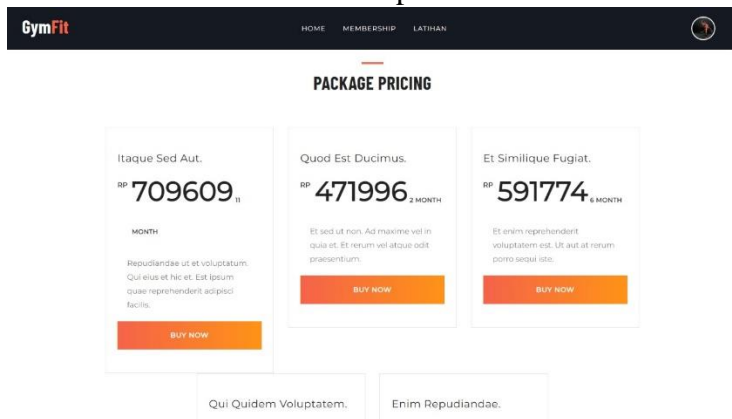 GymFit
HOME MEMBERSHIP LATIHAN
PACKAGE PRICING
Itaque Sed Aut.
RP 709609 11
MONTH
Repudiandae ut et voluptatum.
Qui eius et hic et. Est ipsum
quae reprehenderit adipisci
facilis.
BUY NOW
Quod Est Ducimus.
RP 471996 2 MONTH
Et sed ut non. Ad maxime vel in
quia et. Et rerum vel atque odit
praesentium.
BUY NOW
Et Similique Fugiat.
RP 591774 6 MONTH
Et enim reprehenderit
voluptatem est. Ut aut at rerum
porro sequi iste.
BUY NOW
Qui Quidem Voluptatem.
Enim Repudiandae.